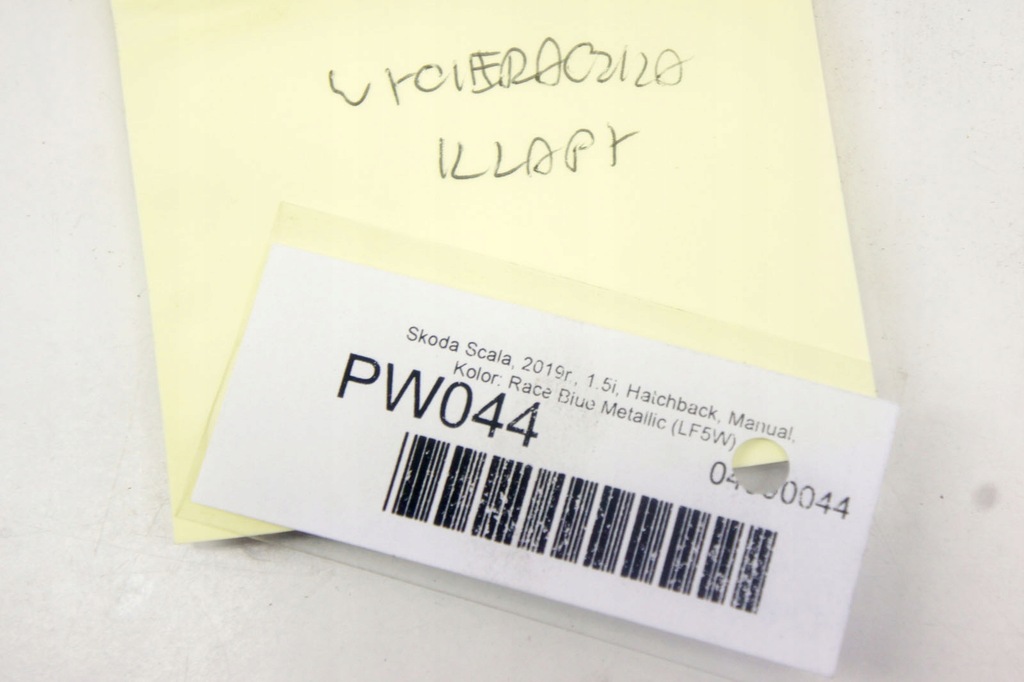 WYCIERACZKA
KLAPY
Skoda Scala, 2019r., 1.5i, Hatchback, Manual,
Kolor: Race Blue Metallic (LF5W)
PW044